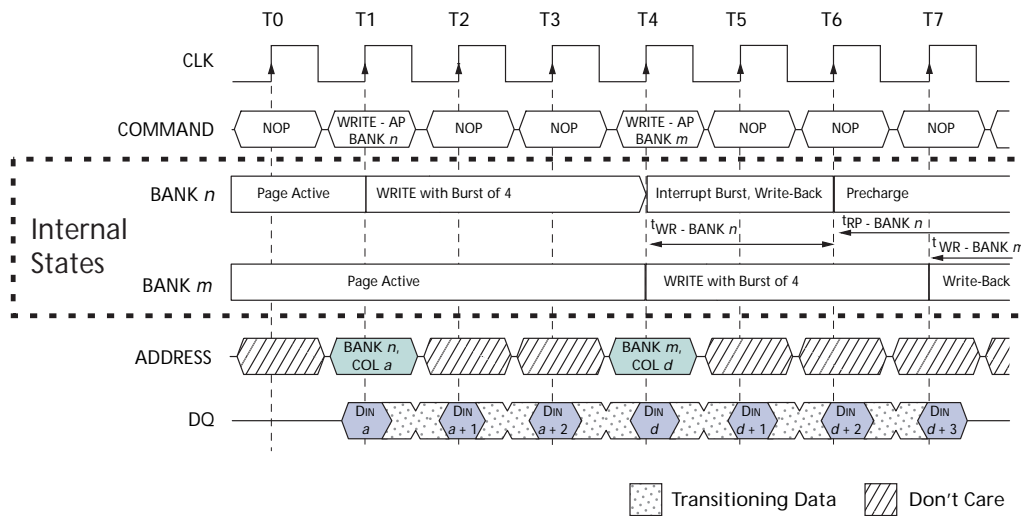 T0 T1 T2 T3 T4 T5 T6 T7
CLK
COMMAND NOP WRITE - AP BANK n NOP NOP WRITE - AP BANK m NOP NOP NOP
Internal States
BANK n Page Active WRITE with Burst of 4 Interrupt Burst, Write-Back Precharge
tWR - BANK n tRP - BANK n
tWR - BANK m
BANK m Page Active WRITE with Burst of 4 Write-Back
ADDRESS BANK n, COL a BANK m, COL d
DQ DIN a DIN a + 1 DIN a + 2 DIN d DIN d + 1 DIN d + 2 DIN d + 3
Transitioning Data Don't Care